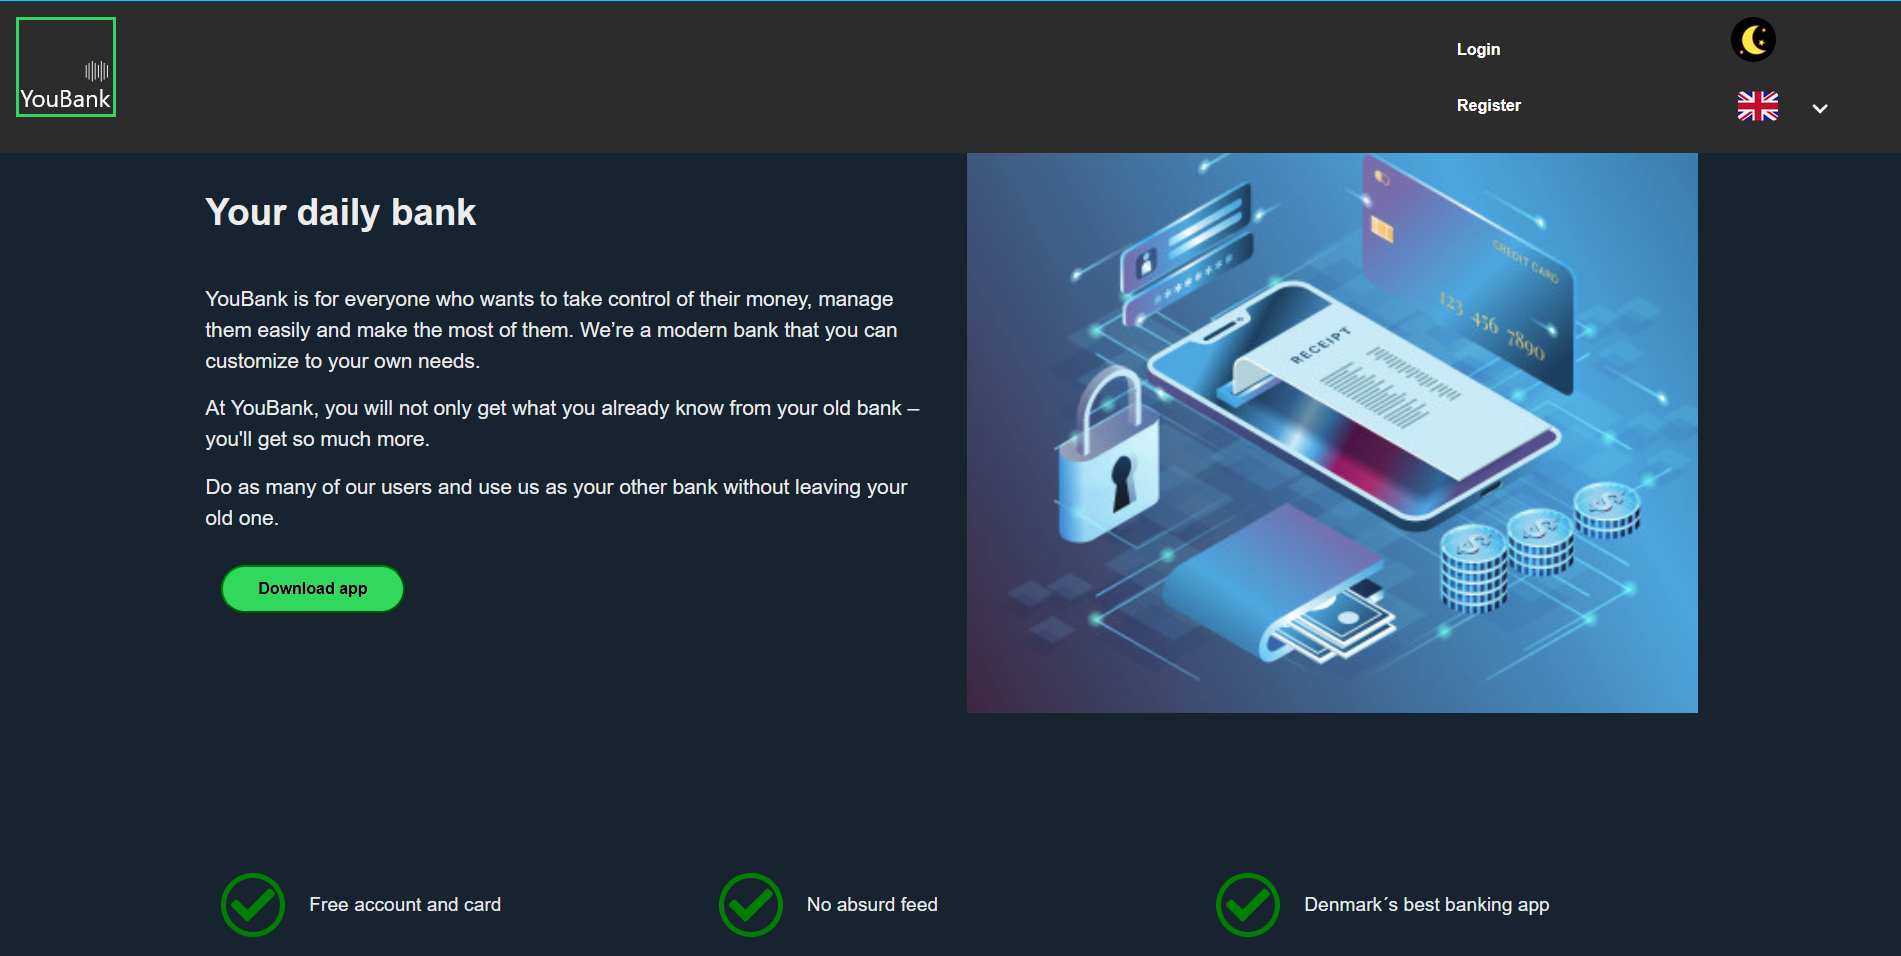 YouBank
Login
Register
Your daily bank
YouBank is for everyone who wants to take control of their money, manage
them easily and make the most of them. We’re a modern bank that you can
customize to your own needs.
At YouBank, you will not only get what you already know from your old bank –
you'll get so much more.
Do as many of our users and use us as your other bank without leaving your
old one.
Download app
CREDIT CARD
123 456 7890
RECEIPT
Free account and card
No absurd feed
Denmark´s best banking app